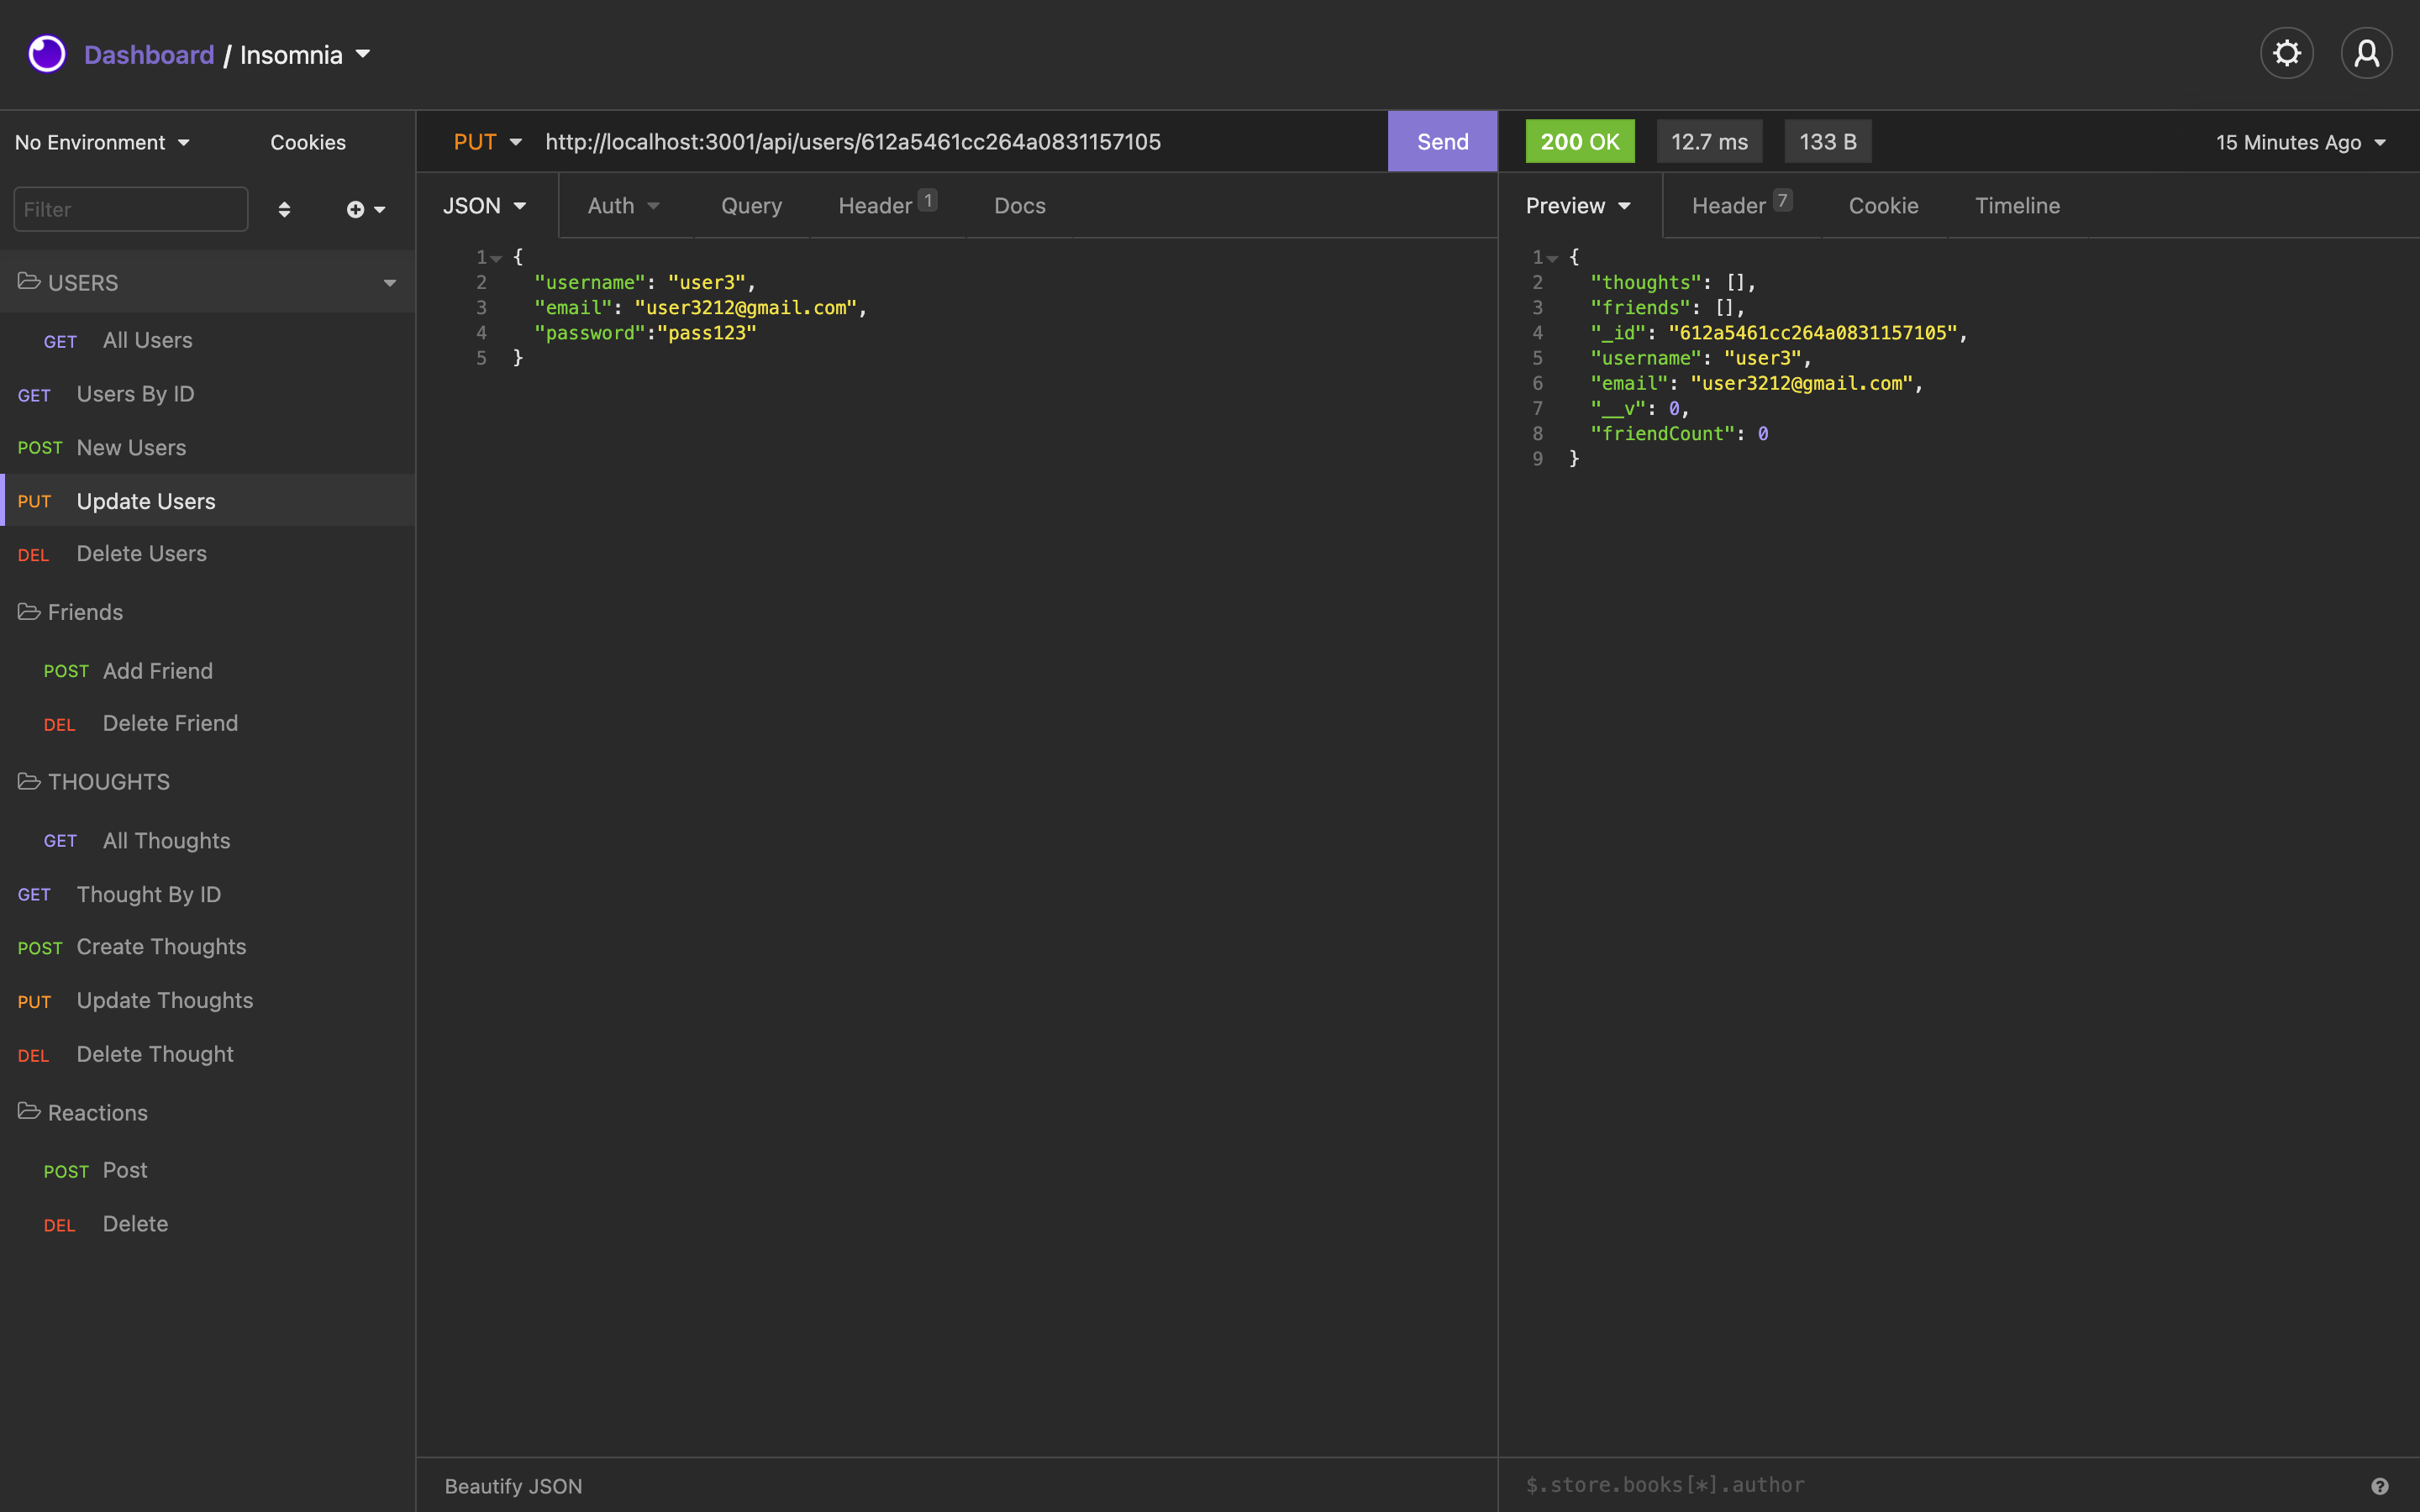 Dashboard / Insomnia
No Environment
Cookies
Filter
USERS
GET All Users
GET Users By ID
POST New Users
PUT Update Users
DEL Delete Users
Friends
POST Add Friend
DEL Delete Friend
THOUGHTS
GET All Thoughts
GET Thought By ID
POST Create Thoughts
PUT Update Thoughts
DEL Delete Thought
Reactions
POST Post
DEL Delete
PUT http://localhost:3001/api/users/612a5461cc264a0831157105 Send
JSON Auth Query Header 1 Docs
1 {
2 "username": "user3",
3 "email": "user3212@gmail.com",
4 "password":"pass123"
5 }
Beautify JSON
200 OK 12.7 ms 133 B 15 Minutes Ago
Preview Header 7 Cookie Timeline
1 {
2 "thoughts": [],
3 "friends": [],
4 "_id": "612a5461cc264a0831157105",
5 "username": "user3",
6 "email": "user3212@gmail.com",
7 "__v": 0,
8 "friendCount": 0
9 }
$.store.books[*].author